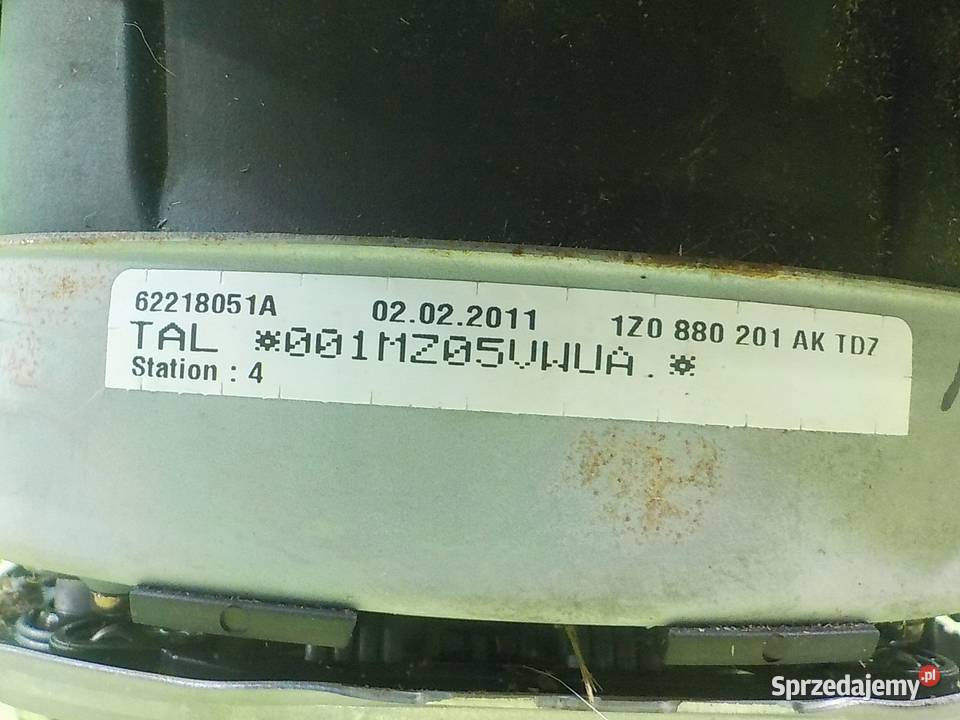 62218051A 02.02.2011 1Z0 880 201 AK TD7
TAL *001MZ05VWUA.*
Station : 4
Sprzedajemy.pl